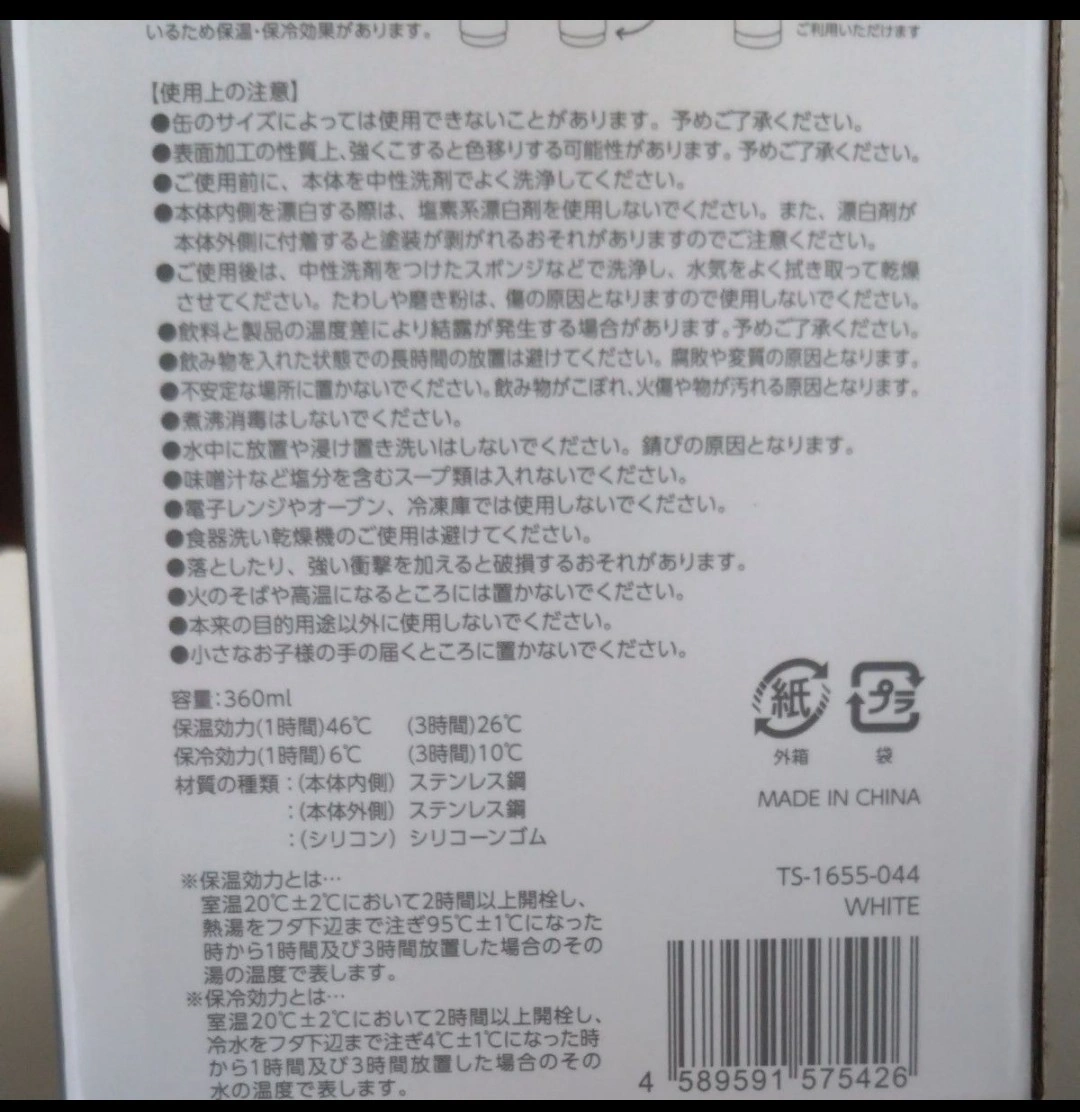 いるため保温・保冷効果があります。
ご利用いただけます
【使用上の注意】
●缶のサイズによっては使用できないことがあります。予めご了承ください。
●表面加工の性質上、強くこすると色移りする可能性があります。予めご了承ください。
●ご使用前に、本体を中性洗剤でよく洗浄してください。
●本体内側を漂白する際は、塩素系漂白剤を使用しないでください。また、漂白剤が
本体外側に付着すると塗装が剥がれるおそれがありますのでご注意ください。
●ご使用後は、中性洗剤をつけたスポンジなどで洗浄し、水気をよく拭き取って乾燥
させてください。たわしや磨き粉は、傷の原因となりますので使用しないでください。
●飲料と製品の温度差により結露が発生する場合があります。予めご了承ください。
●飲み物を入れた状態での長時間の放置は避けてください。腐敗や変質の原因となります。
●不安定な場所に置かないでください。飲み物がこぼれ、火傷や物が汚れる原因となります。
●煮沸消毒はしないでください。
●水中に放置や浸け置き洗いはしないでください。錆びの原因となります。
●味噌汁など塩分を含むスープ類は入れないでください。
●電子レンジやオーブン、冷凍庫では使用しないでください。
●食器洗い乾燥機のご使用は避けてください。
●落としたり、強い衝撃を加えると破損するおそれがあります。
●火のそばや高温になるところには置かないでください。
●本来の目的用途以外に使用しないでください。
●小さなお子様の手の届くところに置かないでください。
容量:360ml
保温効力(1時間)46℃ (3時間)26℃
保冷効力(1時間)6℃ (3時間)10℃
材質の種類:(本体内側) ステンレス鋼
:(本体外側) ステンレス鋼
:(シリコン) シリコーンゴム
紙
外箱
プラ
袋
MADE IN CHINA
※保温効力とは…
室温20℃±2℃において2時間以上開栓し、
熱湯をフタ下辺まで注ぎ95℃±1℃になった
時から1時間及び3時間放置した場合のその
湯の温度で表します。
※保冷効力とは…
室温20℃±2℃において2時間以上開栓し、
冷水をフタ下辺まで注ぎ4℃±1℃になった時
から1時間及び3時間放置した場合のその
水の温度で表します。
TS-1655-044
WHITE
4 589591 575426